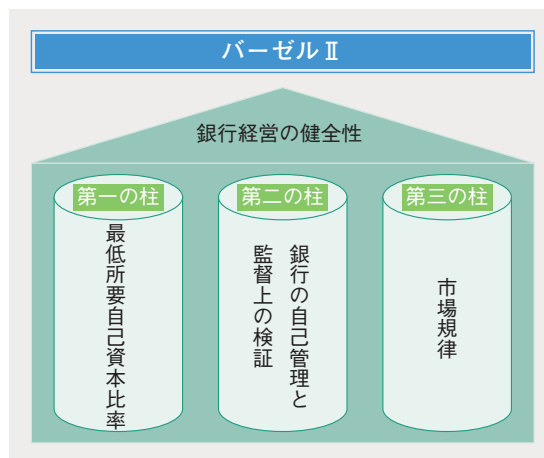 バーゼルⅡ
銀行経営の健全性
第一の柱
最低所要自己資本比率
第二の柱
銀行の自己管理と
監督上の検証
第三の柱
市場規律